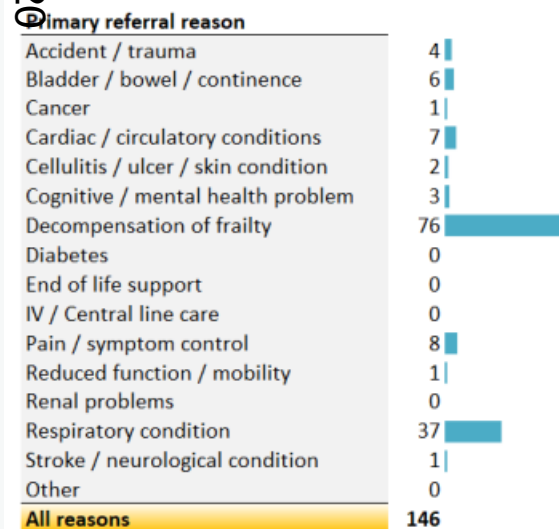 Primary referral reason
Accident / trauma 4
Bladder / bowel / continence 6
Cancer 1
Cardiac / circulatory conditions 7
Cellulitis / ulcer / skin condition 2
Cognitive / mental health problem 3
Decompensation of frailty 76
Diabetes 0
End of life support 0
IV / Central line care 0
Pain / symptom control 8
Reduced function / mobility 1
Renal problems 0
Respiratory condition 37
Stroke / neurological condition 1
Other 0
All reasons 146